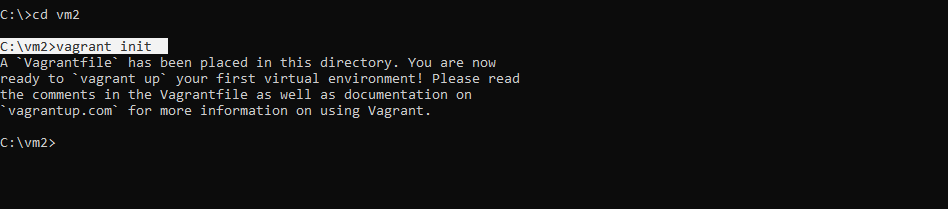 C:\>cd vm2
C:\vm2>vagrant init
A `Vagrantfile` has been placed in this directory. You are now
ready to `vagrant up` your first virtual environment! Please read
the comments in the Vagrantfile as well as documentation on
`vagrantup.com` for more information on using Vagrant.
C:\vm2>